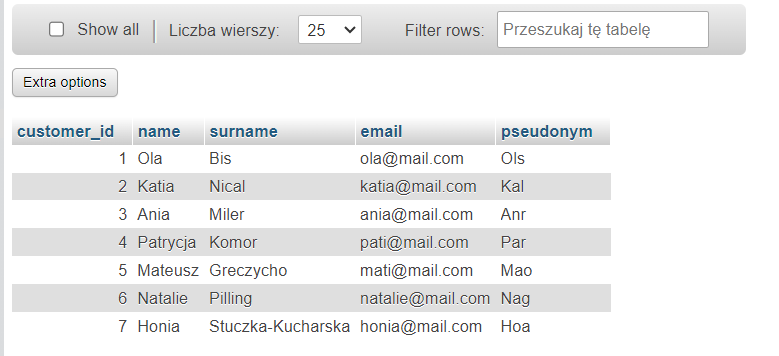 Show all Liczba wierszy: 25 Filter rows: Przeszukaj tę tabelę
Extra options
customer_id name surname email pseudonym
1 Ola Bis ola@mail.com Ols
2 Katia Nical katia@mail.com Kal
3 Ania Miler ania@mail.com Anr
4 Patrycja Komor pati@mail.com Par
5 Mateusz Greczycho mati@mail.com Mao
6 Natalie Pilling natalie@mail.com Nag
7 Honia Stuczka-Kucharska honia@mail.com Hoa